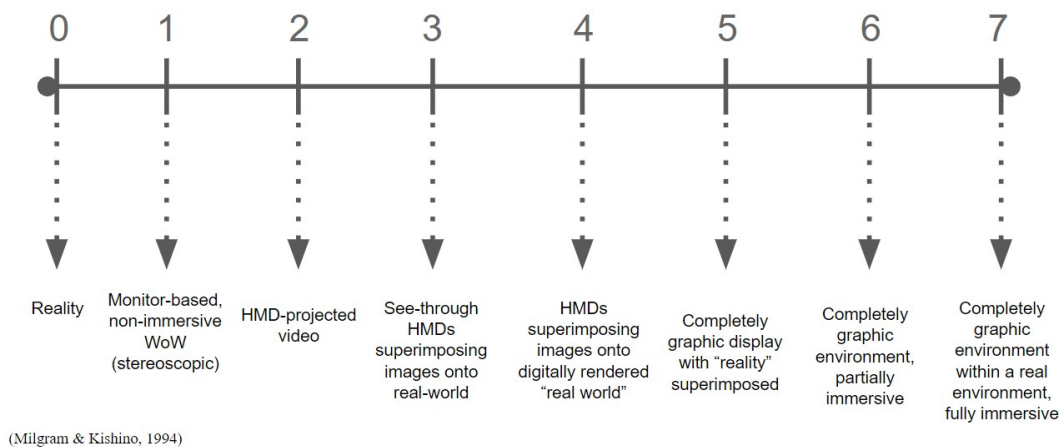 0 1 2 3 4 5 6 7
Reality
Monitor-based,
non-immersive
WoW
(stereoscopic)
HMD-projected
video
See-through
HMDs
superimposing
images onto
real-world
HMDs
superimposing
images onto
digitally rendered
“real world”
Completely
graphic display
with “reality”
superimposed
Completely
graphic
environment,
partially
immersive
Completely
graphic
environment
within a real
environment,
fully immersive
(Milgram & Kishino, 1994)